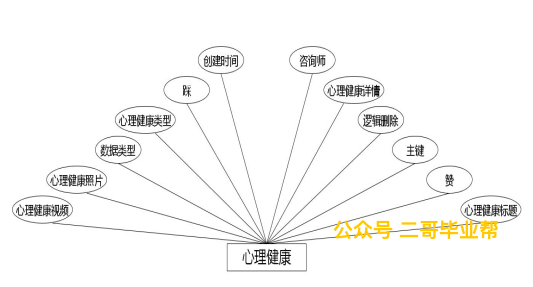 创建时间
咨询师
踩
心理健康详情
心理健康类型
逻辑删除
数据类型
主键
心理健康照片
赞
心理健康视频
心理健康标题
公众号 二哥毕业帮
心理健康